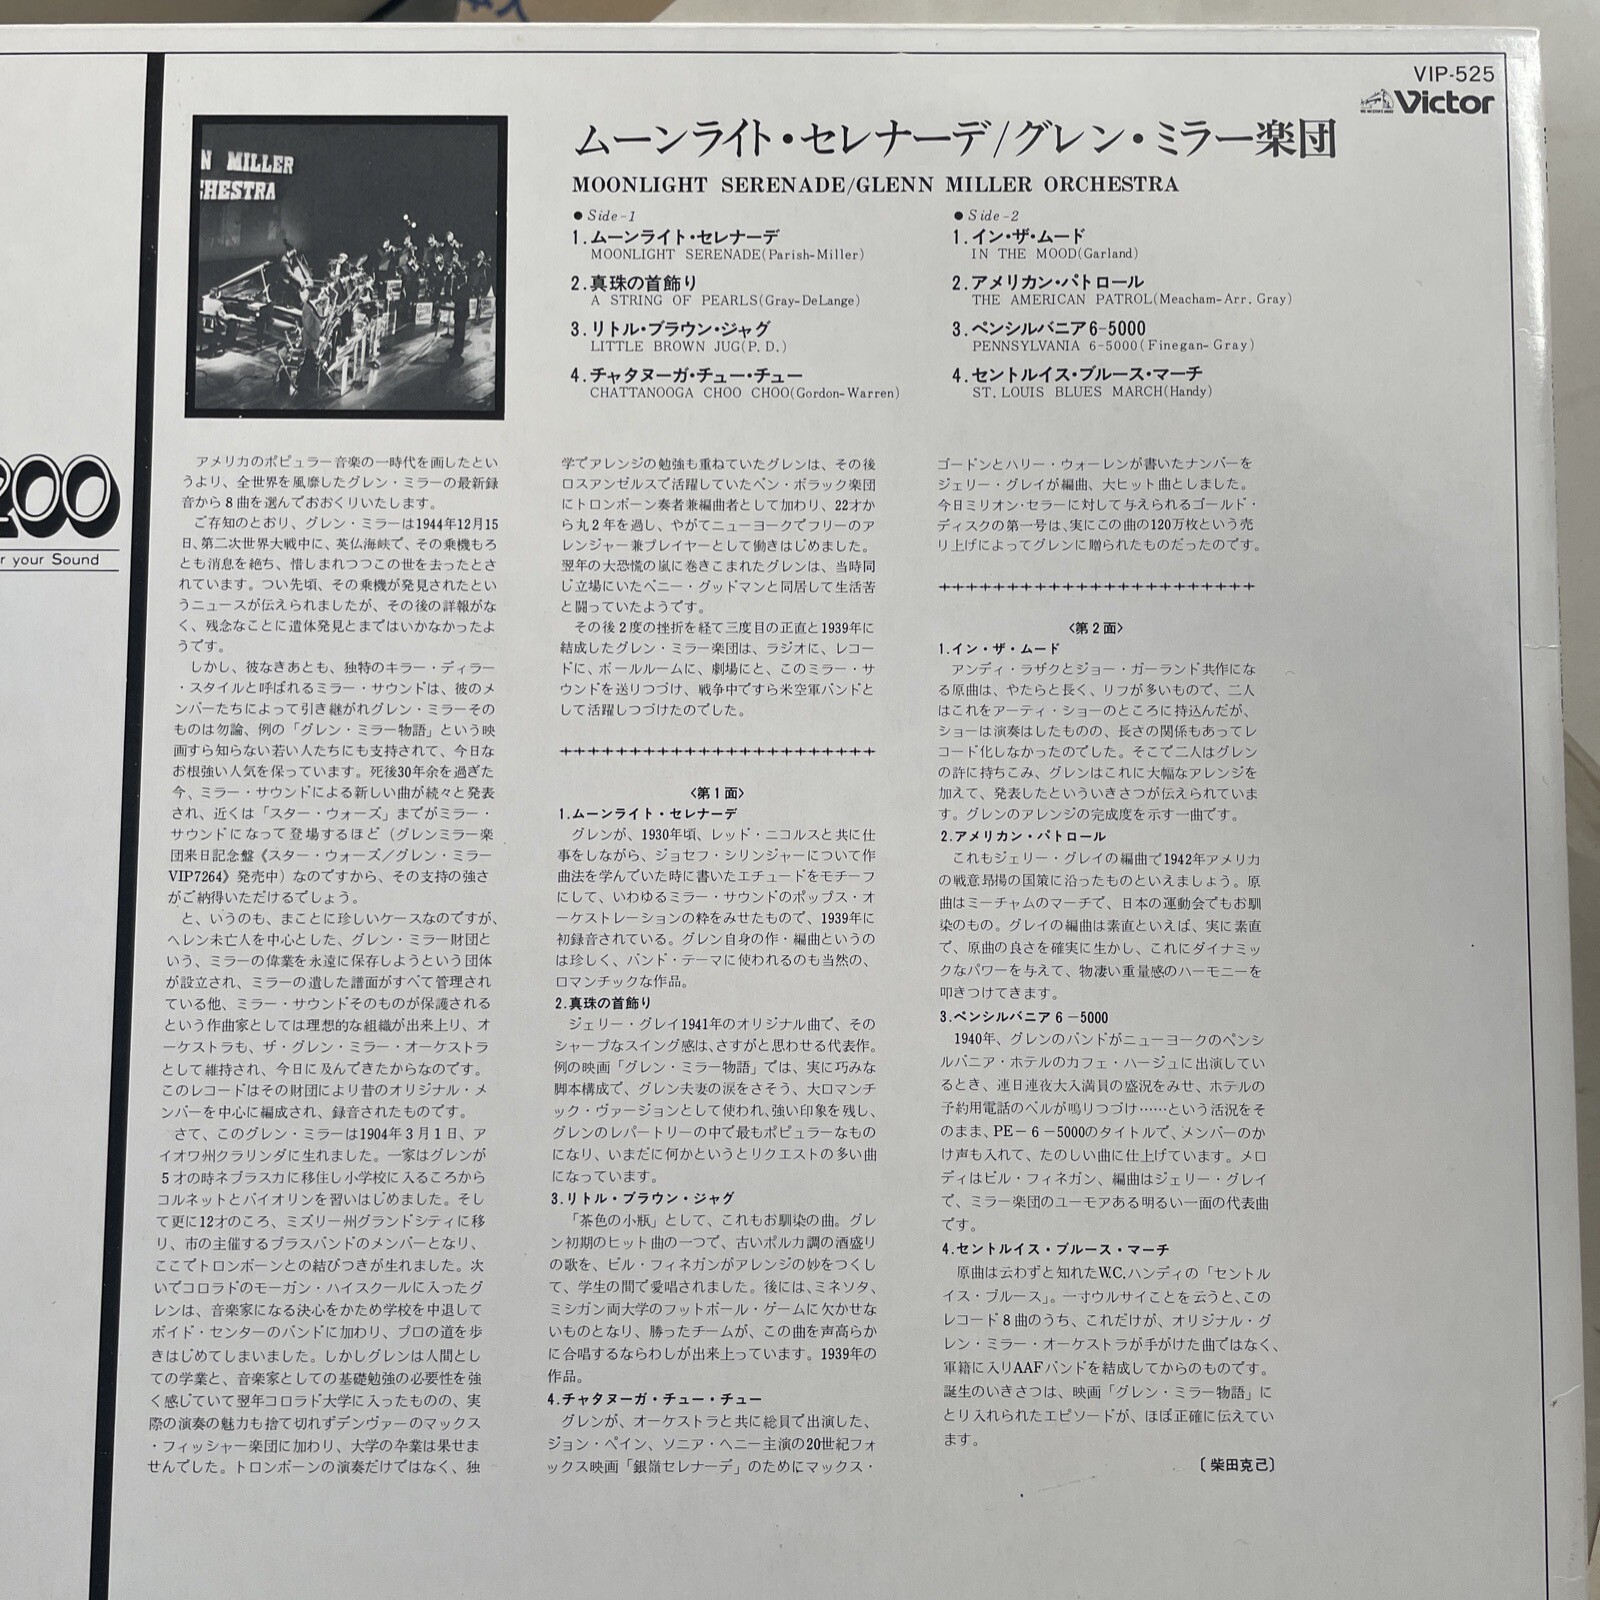 VIP-525
Victor
ムーンライト・セレナーデ/グレン・ミラー楽団
MOONLIGHT SERENADE/GLENN MILLER ORCHESTRA
N MILLER
CHESTRA
● Side-1
1.ムーンライト・セレナーデ
MOONLIGHT SERENADE(Parish-Miller)
2.真珠の首飾り
A STRING OF PEARLS(Gray-DeLange)
3.リトル・ブラウン・ジャグ
LITTLE BROWN JUG(P.D.)
4.チャタヌーガ・チュー・チュー
CHATTANOOGA CHOO CHOO(Gordon-Warren)
● Side-2
1.イン・ザ・ムード
IN THE MOOD(Garland)
2.アメリカン・パトロール
THE AMERICAN PATROL(Meacham-Arr. Gray)
3.ペンシルバニア6-5000
PENNSYLVANIA 6-5000(Finegan-Gray)
4.セントルイス・ブルース・マーチ
ST. LOUIS BLUES MARCH(Handy)
200
r your Sound
アメリカのポピュラー音楽の一時代を画したとい
うより、全世界を風靡したグレン・ミラーの最新録
音から8曲を選んでおおくりいたします。
ご存知のとおり、グレン・ミラーは1944年12月15
日、第二次世界大戦中に、英仏海峡で、その乗機もろ
とも消息を絶ち、惜しまれつつこの世を去ったとさ
れています。つい先頃、その乗機が発見されたとい
うニュースが伝えられましたが、その後の詳報がな
く、残念なことに遺体発見とまではいかなかったよ
うです。
しかし、彼なきあとも、独特のキラー・ディラー
・スタイルと呼ばれるミラー・サウンドは、彼のメ
ンバーたちによって引き継がれグレン・ミラーその
ものは勿論、例の「グレン・ミラー物語」という映
画すら知らない若い人たちにも支持されて、今日な
お根強い人気を保っています。死後30年余を過ぎた
今、ミラー・サウンドによる新しい曲が続々と発表
され、近くは「スター・ウォーズ」までがミラー・
サウンドになって登場するほど（グレンミラー楽
団来日記念盤《スター・ウォーズ/グレン・ミラー
VIP7264》発売中）なのですから、その支持の強さ
がご納得いただけるでしょう。
と、いうのも、まことに珍しいケースなのですが、
ヘレン未亡人を中心とした、グレン・ミラー財団と
いう、ミラーの偉業を永遠に保存しようという団体
が設立され、ミラーの遺した譜面がすべて管理され
ている他、ミラー・サウンドそのものが保護される
という作曲家としては理想的な組織が出来上り、オ
ーケストラも、ザ・グレン・ミラー・オーケストラ
として維持され、今日に及んできたからなのです。
このレコードはその財団により昔のオリジナル・メ
ンバーを中心に編成され、録音されたものです。
さて、このグレン・ミラーは1904年3月1日、ア
イオワ州クラリンダに生れました。一家はグレンが
5才の時ネブラスカに移住し小学校に入るころから
コルネットとバイオリンを習いはじめました。そし
て更に12才のころ、ミズリー州グランドシティに移
り、市の主催するブラスバンドのメンバーとなり、
ここでトロンボーンとの結びつきが生れました。次
いでコロラドのモーガン・ハイスクールに入ったグ
レンは、音楽家になる決心をかため学校を中退して
ボイド・センターのバンドに加わり、プロの道を歩
きはじめてしまいました。しかしグレンは人間とし
ての学業と、音楽家としての基礎勉強の必要性を強
く感じていて翌年コロラド大学に入ったものの、実
際の演奏の魅力も捨て切れずデンヴァーのマックス
・フィッシャー楽団に加わり、大学の卒業は果せま
せんでした。トロンボーンの演奏だけではなく、独
学でアレンジの勉強も重ねていたグレンは、その後
ロスアンゼルスで活躍していたベン・ポラック楽団
にトロンボーン奏者兼編曲者として加わり、22才か
ら丸2年を過し、やがてニューヨークでフリーのア
レンジャー兼プレイヤーとして働きはじめました。
翌年の大恐慌の嵐に巻きこまれたグレンは、当時同
じ立場にいたベニー・グッドマンと同居して生活苦
と闘っていたようです。
その後2度の挫折を経て三度目の正直と1939年に
結成したグレン・ミラー楽団は、ラジオに、レコー
ドに、ボールルームに、劇場にと、このミラー・サ
ウンドを送りつづけ、戦争中ですら米空軍バンドと
して活躍しつづけたのでした。
++++++++++++++++++++++
〈第1面〉
1.ムーンライト・セレナーデ
グレンが、1930年頃、レッド・ニコルスと共に仕
事をしながら、ジョセフ・シリンジャーについて作
曲法を学んでいた時に書いたエチュードをモチーフ
にして、いわゆるミラー・サウンドのポップス・オ
ーケストレーションの粋をみせたもので、1939年に
初録音されている。グレン自身の作・編曲というの
は珍しく、バンド・テーマに使われるのも当然の、
ロマンチックな作品。
2.真珠の首飾り
ジェリー・グレイ1941年のオリジナル曲で、その
シャープなスイング感は、さすがと思わせる代表作。
例の映画「グレン・ミラー物語」では、実に巧みな
脚本構成で、グレン夫妻の涙をさそう、大ロマンチ
ック・ヴァージョンとして使われ、強い印象を残し、
グレンのレパートリーの中で最もポピュラーなもの
になり、いまだに何かというとリクエストの多い曲
になっています。
3.リトル・ブラウン・ジャグ
「茶色の小瓶」として、これもお馴染の曲。グレ
ン初期のヒット曲の一つで、古いポルカ調の酒盛り
の歌を、ビル・フィネガンがアレンジの妙をつくし
て、学生の間で愛唱されました。後には、ミネソタ、
ミシガン両大学のフットボール・ゲームに欠かせな
いものとなり、勝ったチームが、この曲を声高らか
に合唱するならわしが出来上っています。1939年の
作品。
4.チャタヌーガ・チュー・チュー
グレンが、オーケストラと共に総員で出演した、
ジョン・ペイン、ソニア・ヘニー主演の20世紀フォ
ックス映画「銀嶺セレナーデ」のためにマックス・
ゴードンとハリー・ウォーレンが書いたナンバーを
ジェリー・グレイが編曲、大ヒット曲としました。
今日ミリオン・セラーに対して与えられるゴールド・
ディスクの第一号は、実にこの曲の120万枚という売
り上げによってグレンに贈られたものだったのです。
++++++++++++++++++++++
〈第2面〉
1.イン・ザ・ムード
アンディ・ラザクとジョー・ガーランド共作にな
る原曲は、やたらと長く、リフが多いもので、二人
はこれをアーティ・ショーのところに持込んだが、
ショーは演奏はしたものの、長さの関係もあってレ
コード化しなかったのでした。そこで二人はグレン
の許に持ちこみ、グレンはこれに大幅なアレンジを
加えて、発表したといういきさつが伝えられていま
す。グレンのアレンジの完成度を示す一曲です。
2.アメリカン・パトロール
これもジェリー・グレイの編曲で1942年アメリカ
の戦意昂揚の国策に沿ったものといえましょう。原
曲はミーチャムのマーチで、日本の運動会でもお馴
染のもの。グレイの編曲は素直といえば、実に素直
で、原曲の良さを確実に生かし、これにダイナミッ
クなパワーを与えて、物凄い重量感のハーモニーを
叩きつけてきます。
3.ペンシルバニア6-5000
1940年、グレンのバンドがニューヨークのペンシ
ルバニア・ホテルのカフェ・ハージュに出演してい
るとき、連日連夜大入満員の盛況をみせ、ホテルの
予約用電話のベルが鳴りつづけ……という活況をそ
のまま、PE-6-5000のタイトルで、メンバーのか
け声も入れて、たのしい曲に仕上げています。メロ
ディはビル・フィネガン、編曲はジェリー・グレイ
で、ミラー楽団のユーモアある明るい一面の代表曲
です。
4.セントルイス・ブルース・マーチ
原曲は云わずと知れたW.C.ハンディの「セントル
イス・ブルース」。一寸ウルサイことを云うと、この
レコード8曲のうち、これだけが、オリジナル・グ
レン・ミラー・オーケストラが手がけた曲ではなく、
軍籍に入りAAFバンドを結成してからのものです。
誕生のいきさつは、映画「グレン・ミラー物語」に
とり入れられたエピソードが、ほぼ正確に伝えてい
ます。
〔柴田克己〕